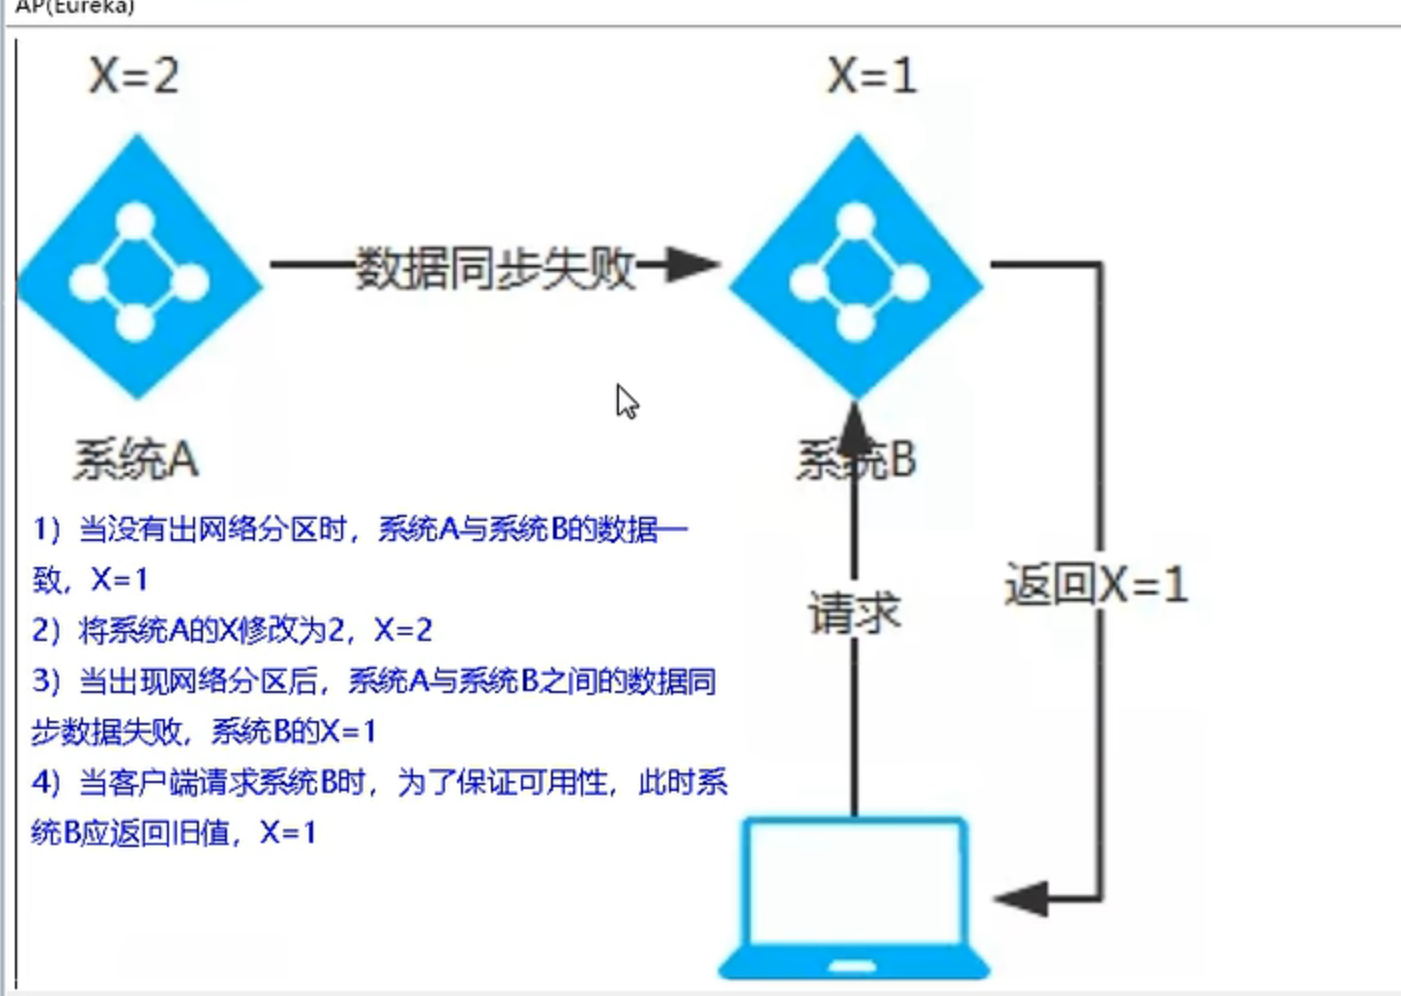 AP(Eureka)
X=2
X=1
数据同步失败
系统A
系统B
1）当没有出网络分区时，系统A与系统B的数据一
致，X=1
2）将系统A的X修改为2，X=2
3）当出现网络分区后，系统A与系统B之间的数据同
步数据失败，系统B的X=1
4）当客户端请求系统B时，为了保证可用性，此时系
统B应返回旧值，X=1
请求
返回X=1